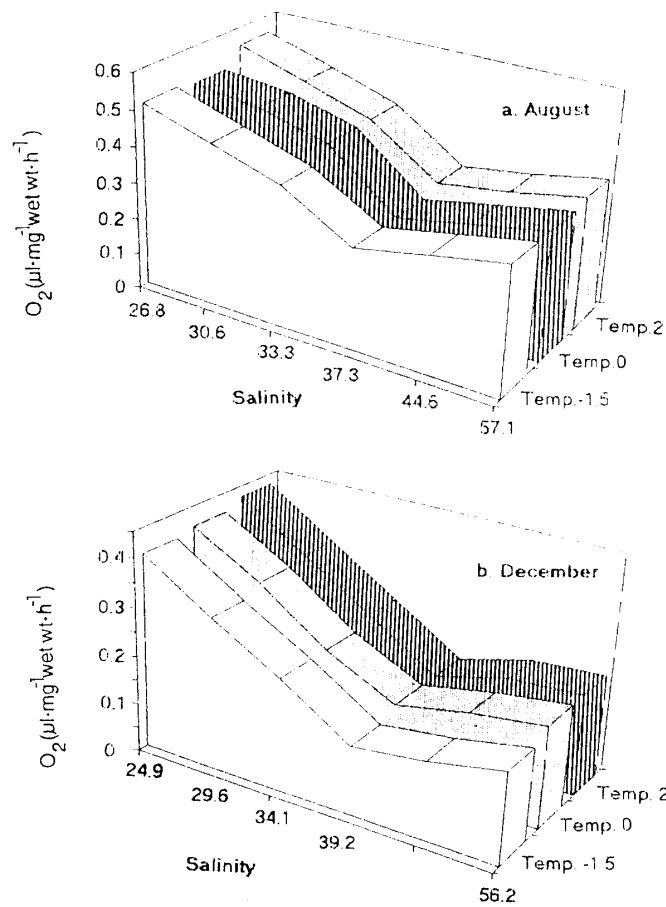 a. August
0.6
0.5
0.4
0.3
0.2
0.1
0
O2(µl·mg-1wet wt·h-1)
26.8
30.6
33.3
37.3
44.6
57.1
Salinity
Temp.2
Temp.0
Temp.-1.5
b. December
0.4
0.3
0.2
0.1
0
O2(µl·mg-1wet wt·h-1)
24.9
29.6
34.1
39.2
56.2
Salinity
Temp. 2
Temp. 0
Temp. -1.5